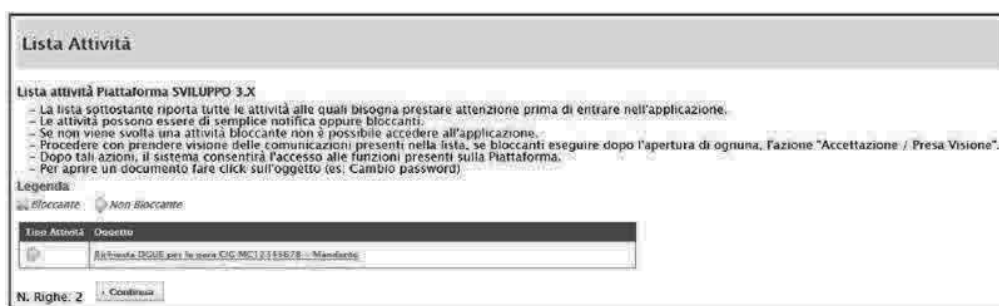 Lista Attività
Lista attività Piattaforma SVILUPPO 3.X
- La lista sottostante riporta tutte le attività alle quali bisogna prestare attenzione prima di entrare nell'applicazione.
- Le attività possono essere di semplice notifica oppure bloccanti.
- Se non viene svolta una attività bloccante non è possibile accedere all'applicazione.
- Procedere con prendere visione delle comunicazioni presenti nella lista, se bloccanti eseguire dopo l'apertura di ognuna, l'azione "Accettazione / Presa Visione".
- Dopo tali azioni, il sistema consentirà l'accesso alle funzioni presenti sulla Piattaforma.
- Per aprire un documento fare click sull'oggetto (es: Cambio password)
Legenda
Bloccante Non Bloccante
Tipo Attività Oggetto
Richiesta DGUE per la gara CIG - Mandante
N. Righe: 2 Continua